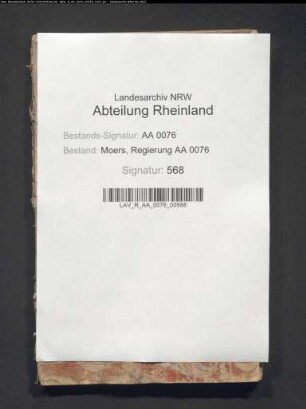 Landesarchiv NRW
Abteilung Rheinland
Bestands-Signatur: AA 0076
Bestand: Moers, Regierung AA 0076
Signatur: 568
LAV_R_AA_0076_00568